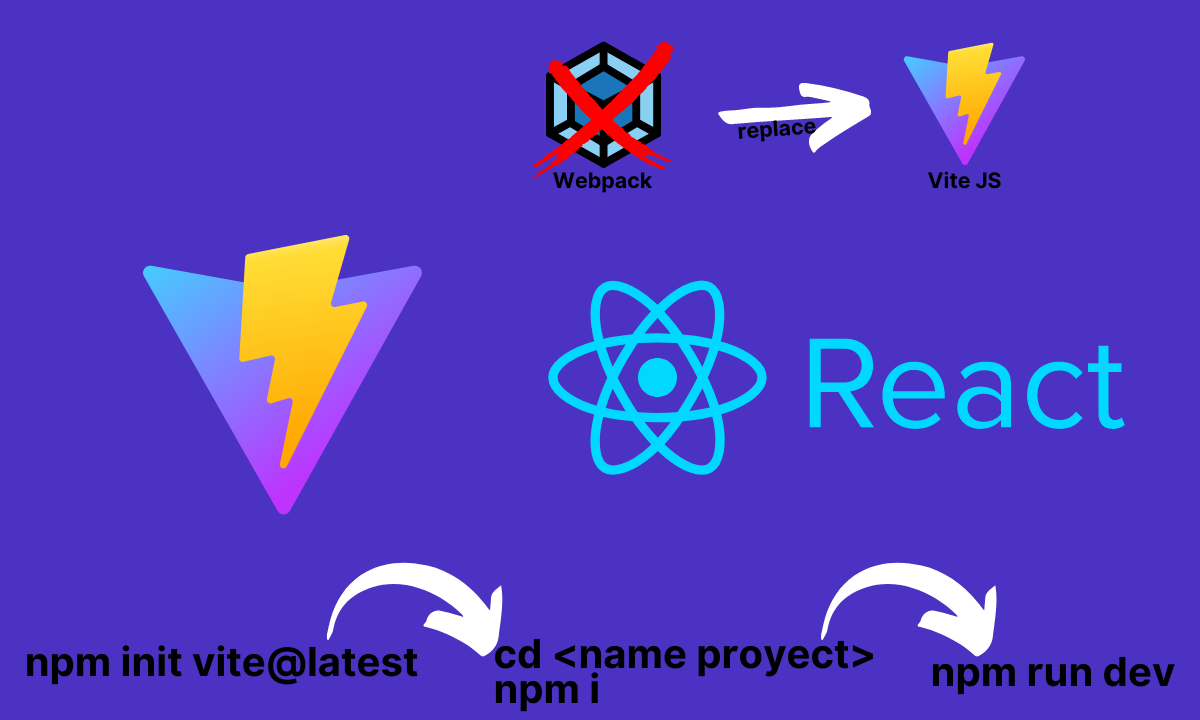 Webpack
replace
Vite JS
React
npm init vite@latest
cd <name proyect>
npm i
npm run dev